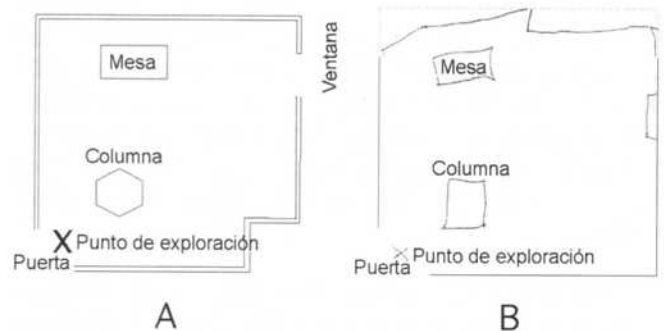 Mesa
Columna
X Punto de exploración
Puerta
Ventana
A
Mesa
Columna
Punto de exploración
Puerta
B